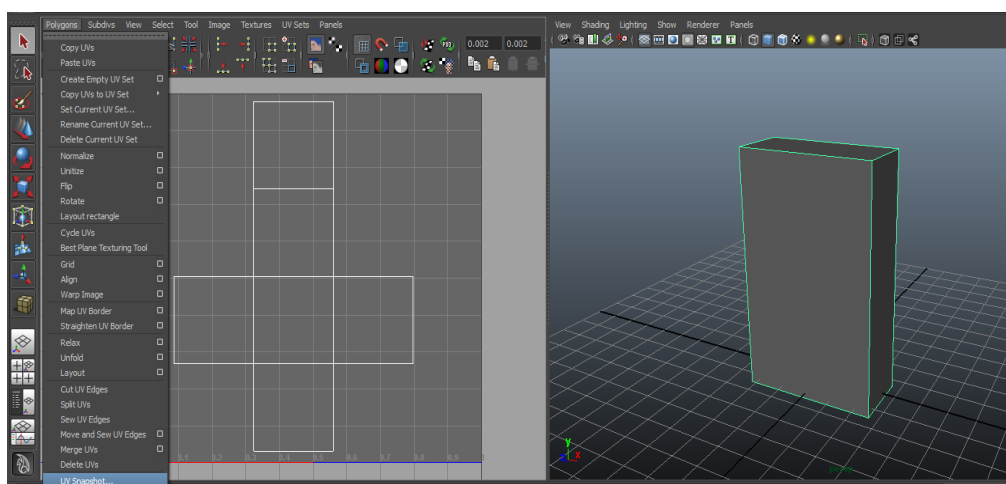 Polygons Subdivs View Select Tool Image Textures UV Sets Panels
View Shading Lighting Show Renderer Panels
0.002 0.002
Copy UVs
Paste UVs
Create Empty UV Set
Copy UVs to UV Set
Set Current UV Set...
Rename Current UV Set...
Delete Current UV Set
Normalize
Unitize
Flip
Rotate
Layout rectangle
Cycle UVs
Best Plane Texturing Tool
Grid
Align
Warp Image
Map UV Border
Straighten UV Border
Relax
Unfold
Layout
Cut UV Edges
Split UVs
Sew UV Edges
Move and Sew UV Edges
Merge UVs
Delete UVs
UV Snapshot...
0.1 0.2 0.3 0.4 0.5 0.6 0.7 0.8 0.9
y
x
persp